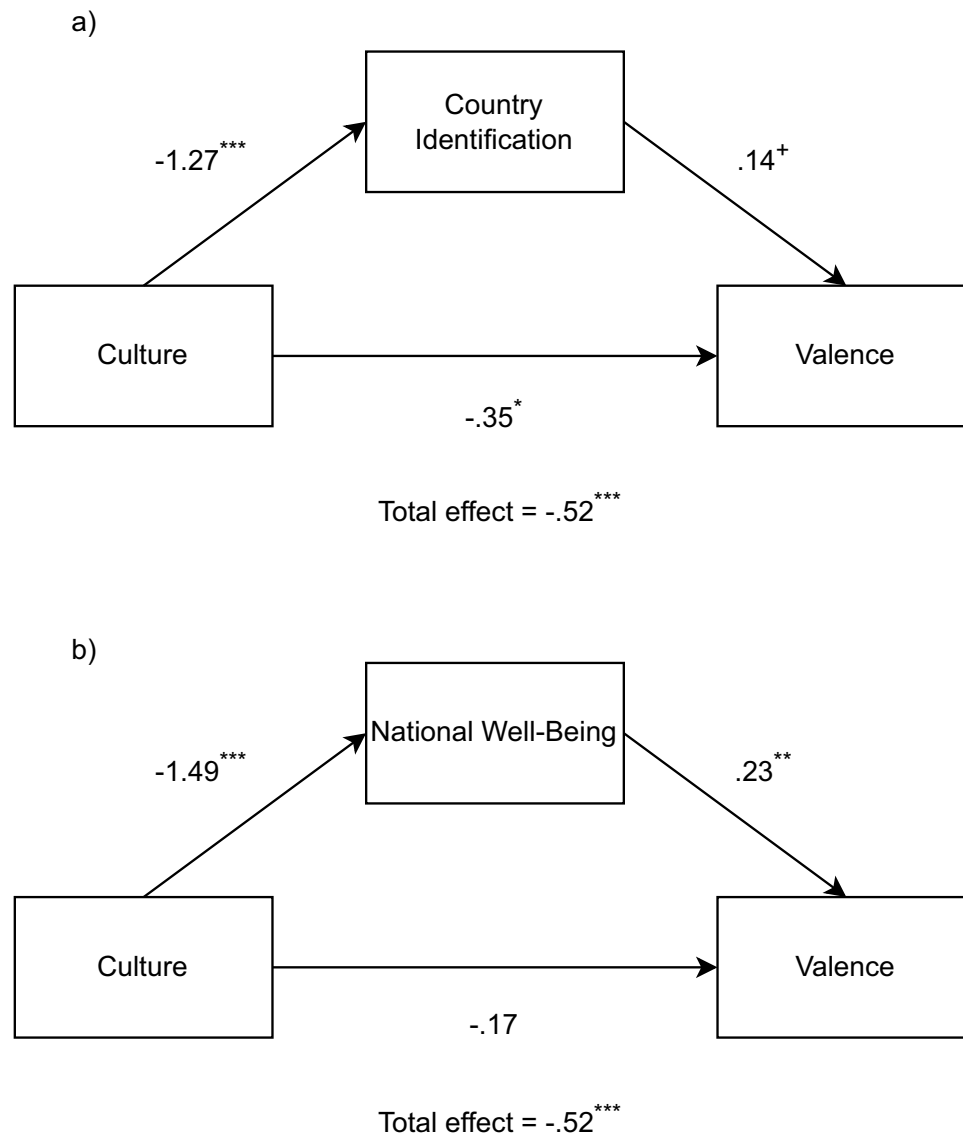 a)
Country
Identification
-1.27***
.14+
Culture
Valence
-.35*
Total effect = -.52***
b)
National Well-Being
-1.49***
.23**
Culture
Valence
-.17
Total effect = -.52***